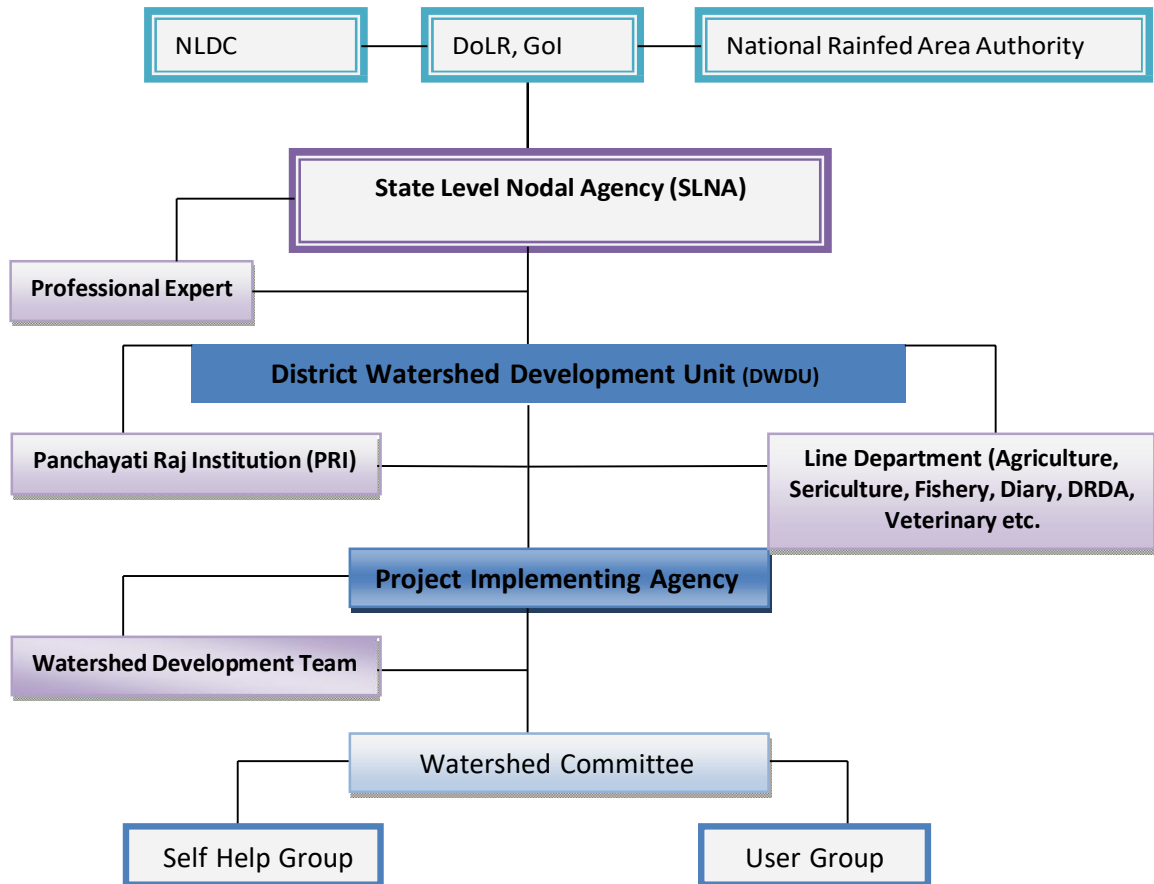 NLDC
DoLR, GoI
National Rainfed Area Authority
State Level Nodal Agency (SLNA)
Professional Expert
District Watershed Development Unit (DWDU)
Panchayati Raj Institution (PRI)
Line Department (Agriculture,
Sericulture, Fishery, Diary, DRDA,
Veterinary etc.
Project Implementing Agency
Watershed Development Team
Watershed Committee
Self Help Group
User Group